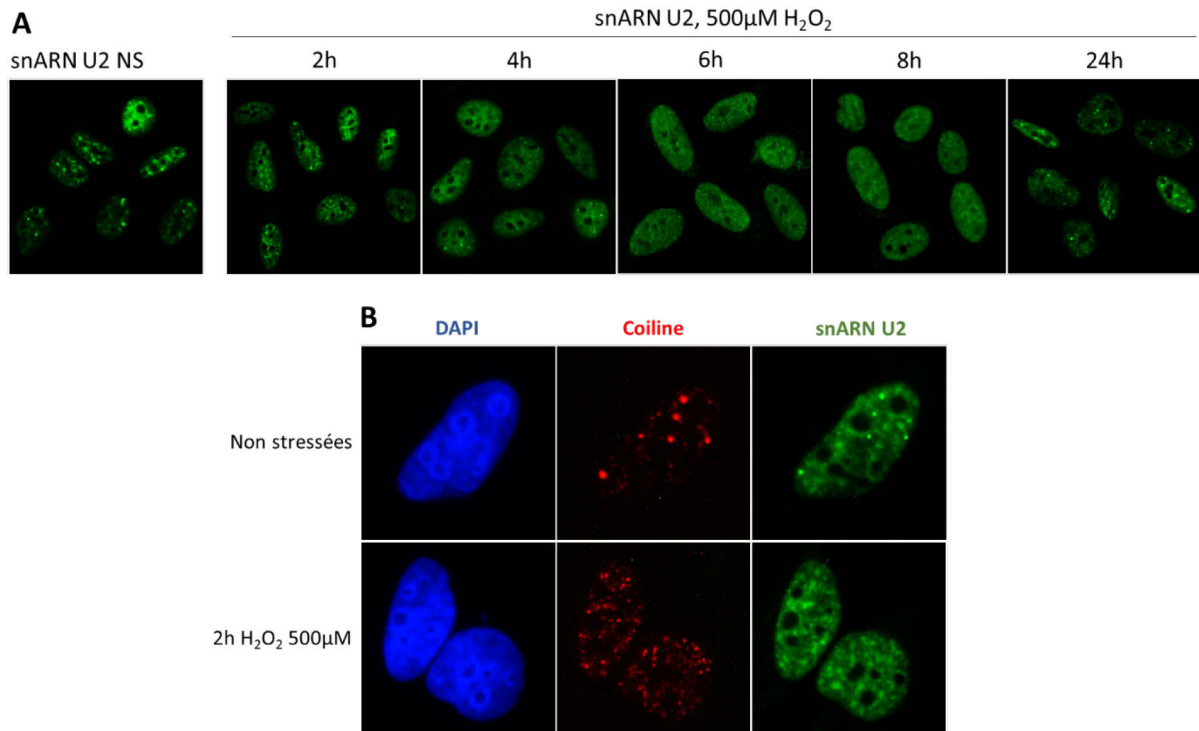 A
snARN U2, 500µM H₂O₂
snARN U2 NS 2h 4h 6h 8h 24h
B
DAPI Coiline snARN U2
Non stressées
2h H₂O₂ 500µM